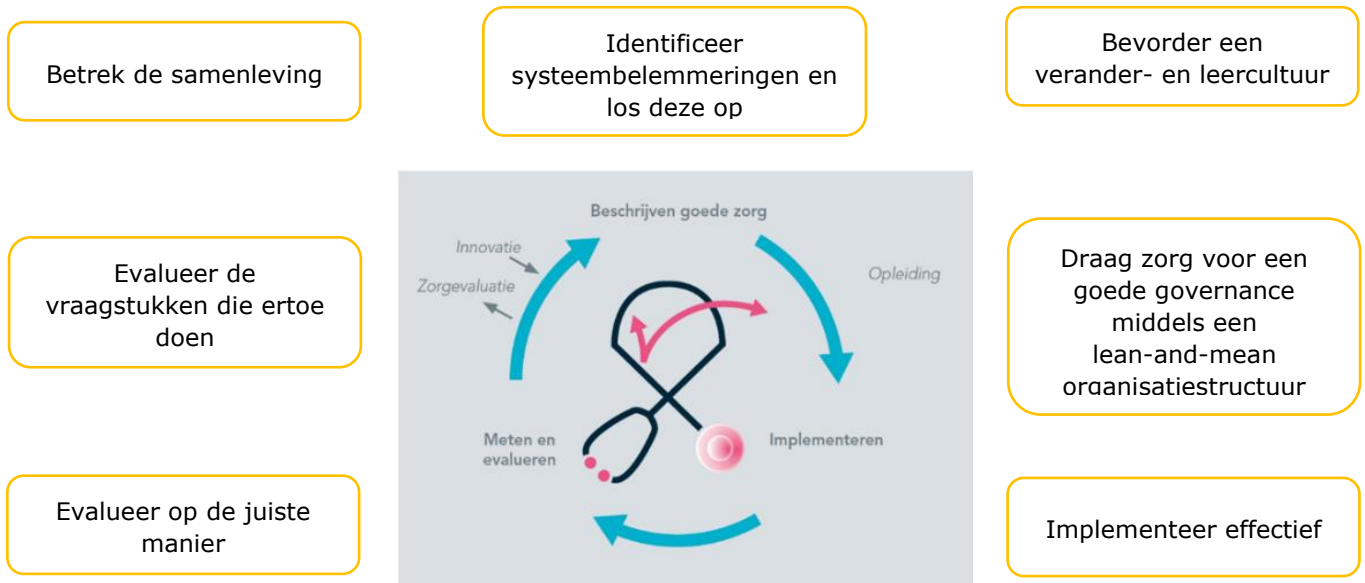 Betrek de samenleving
Identificeer
systeembelemmeringen en
los deze op
Bevorder een
verander- en leercultuur
Beschrijven goede zorg
Innovatie
Zorgevaluatie
Opleiding
Meten en
evalueren
Implementeren
Evalueer de
vraagstukken die ertoe
doen
Draag zorg voor een
goede governance
middels een
lean-and-mean
organisatiestructuur
Evalueer op de juiste
manier
Implementeer effectief